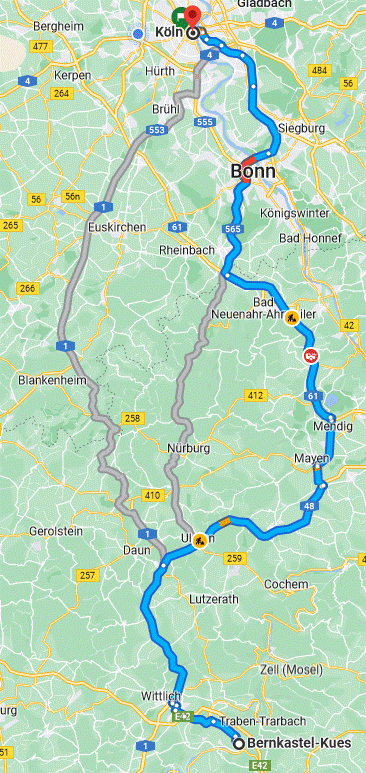 Gladbach
Bergheim
Köln
477
4
4
Kerpen
Hürth
484
56
264
Brühl
555
553
Siegburg
Bonn
56
56n
1
Königswinter
265
Euskirchen
61
565
Bad Honnef
Rheinbach
266
Bad
Neuenahr-Ahrweiler
42
1
Blankenheim
412
61
258
Mendig
Nürburg
Mayen
410
48
Gerolstein
1
Daun
259
257
Cochem
Lutzerath
Zell (Mosel)
Wittlich
E42
Traben-Trarbach
Bernkastel-Kues
51
1
E42